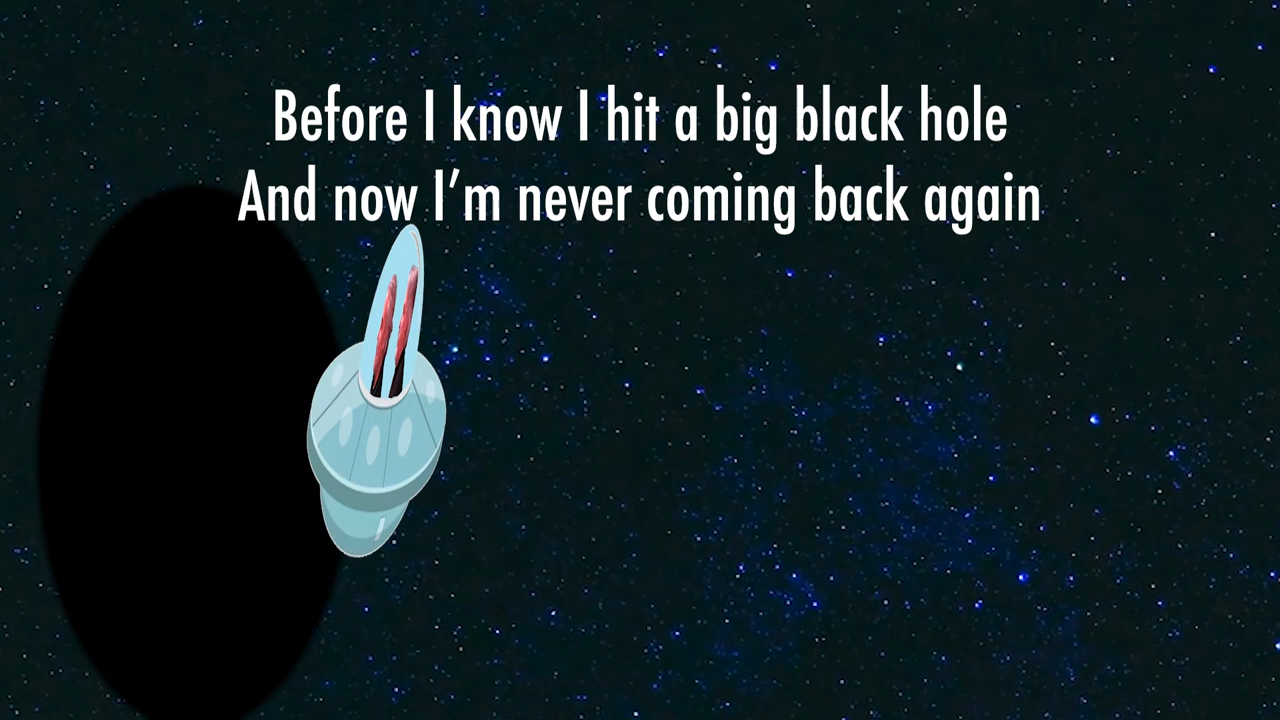 Before I know I hit a big black hole
And now I’m never coming back again